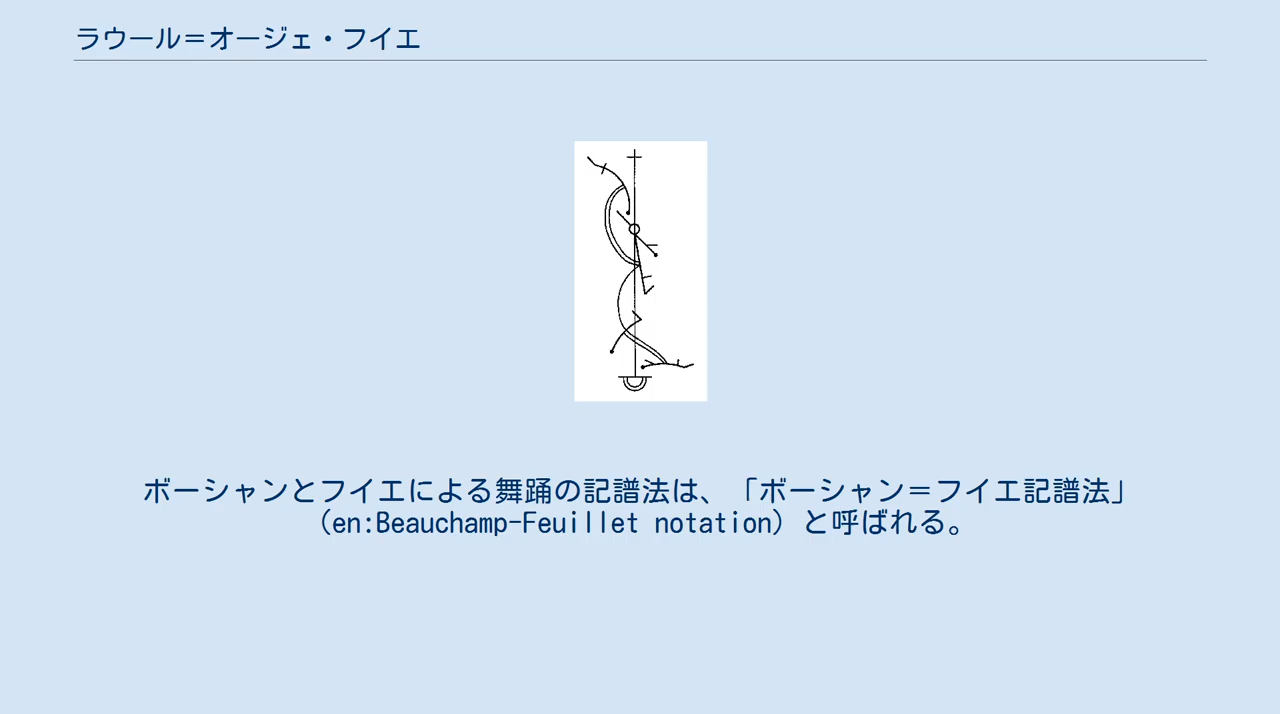 ラウール＝オージェ・フイエ
ボーシャンとフイエによる舞踊の記譜法は、「ボーシャン＝フイエ記譜法」
（en:Beauchamp-Feuillet notation）と呼ばれる。